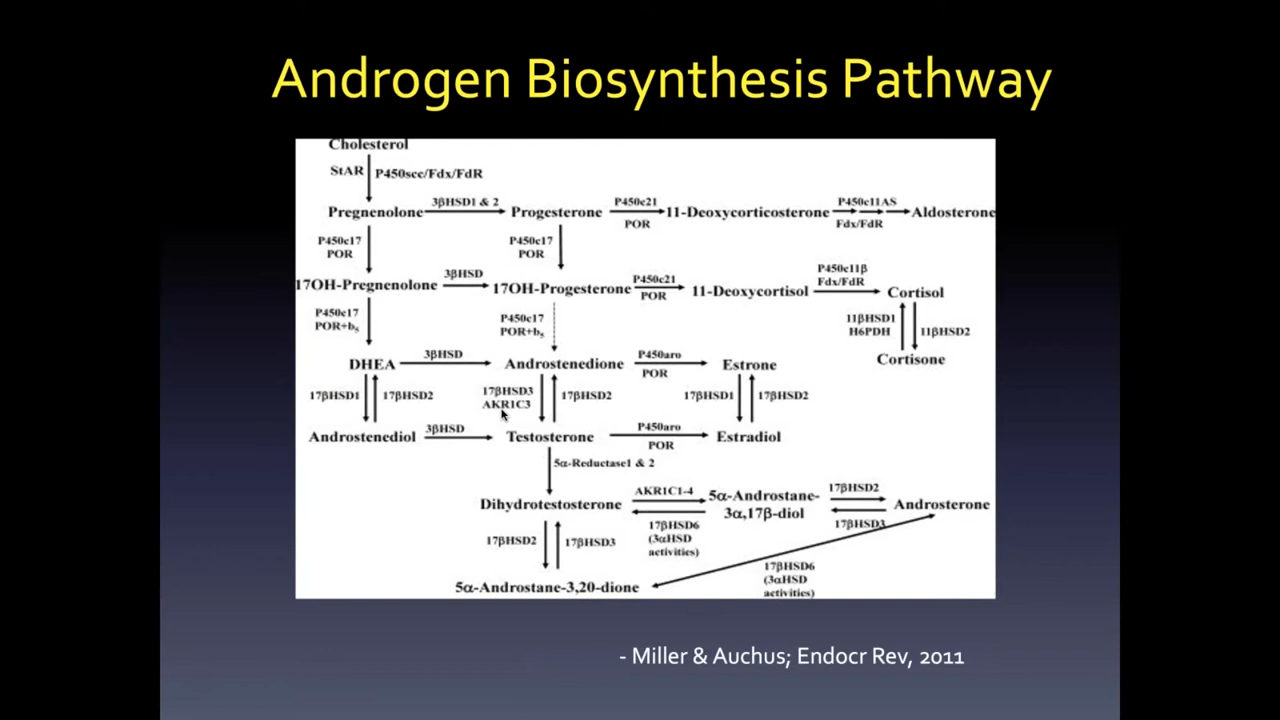 Androgen Biosynthesis Pathway
Cholesterol
StAR
P450scc/Fdx/FdR
Pregnenolone
3βHSD1 & 2
Progesterone
P450c21
POR
11-Deoxycorticosterone
P450c11AS
Fdx/FdR
Aldosterone
P450c17
POR
P450c17
POR
17OH-Pregnenolone
3βHSD
17OH-Progesterone
P450c21
POR
11-Deoxycortisol
P450c11β
Fdx/FdR
Cortisol
P450c17
POR+b₅
P450c17
POR+b₅
11βHSD1
H6PDH
11βHSD2
Cortisone
DHEA
3βHSD
Androstenedione
P450aro
POR
Estrone
17βHSD1
17βHSD2
17βHSD3
AKR1C3
17βHSD2
17βHSD1
17βHSD2
Androstenediol
3βHSD
Testosterone
P450aro
POR
Estradiol
5α-Reductase1 & 2
Dihydrotestosterone
AKR1C1-4
17βHSD6
(3αHSD
activities)
5α-Androstane-
3α,17β-diol
17βHSD2
17βHSD3
Androsterone
17βHSD2
17βHSD3
17βHSD6
(3αHSD
activities)
5α-Androstane-3,20-dione
- Miller & Auchus; Endocr Rev, 2011